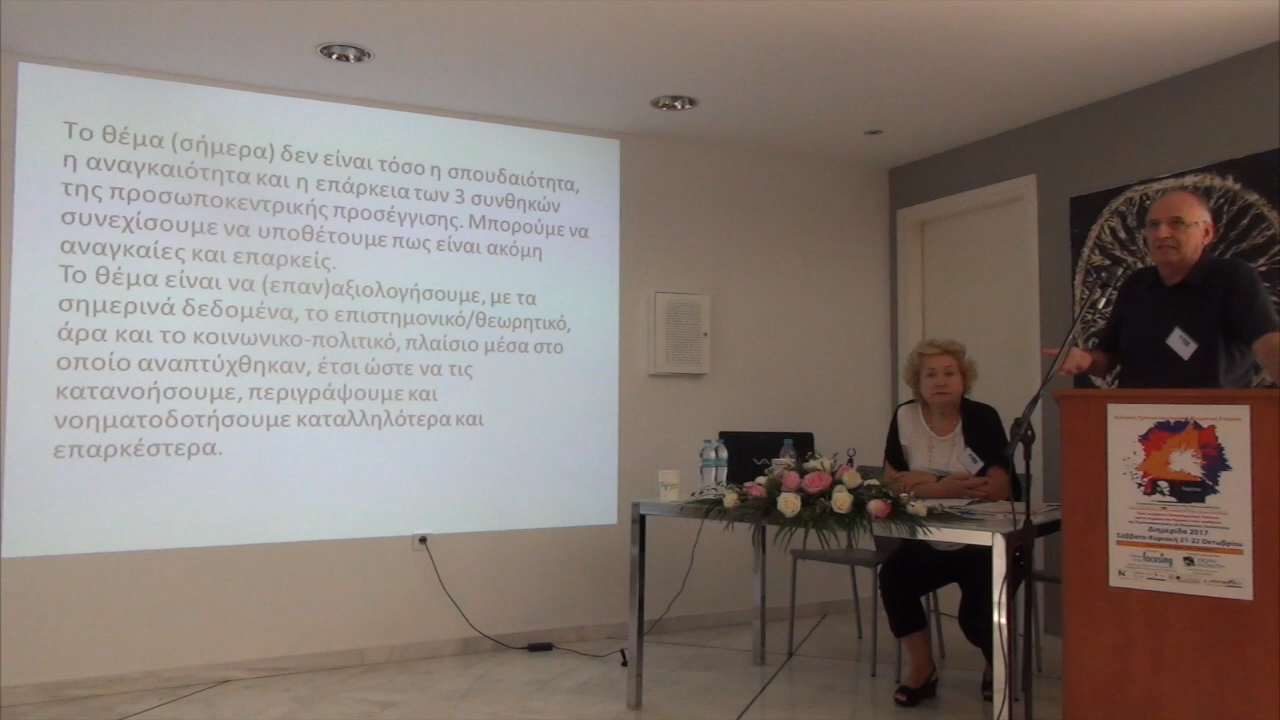 Το θέμα (σήμερα) δεν είναι τόσο η σπουδαιότητα,
η αναγκαιότητα και η επάρκεια των 3 συνθηκών
της προσωποκεντρικής προσέγγισης. Μπορούμε να
συνεχίσουμε να υποθέτουμε πως είναι ακόμη
αναγκαίες και επαρκείς.
Το θέμα είναι να (επαν)αξιολογήσουμε, με τα
σημερινά δεδομένα, το επιστημονικό/θεωρητικό,
άρα και το κοινωνικο-πολιτικό, πλαίσιο μέσα στο
οποίο αναπτύχθηκαν, έτσι ώστε να τις
κατανοήσουμε, περιγράψουμε και
νοηματοδοτήσουμε καταλληλότερα και
επαρκέστερα.
Διημερίδα 2017
Σάββατο-Κυριακή 21-22 Οκτωβρίου
focusing